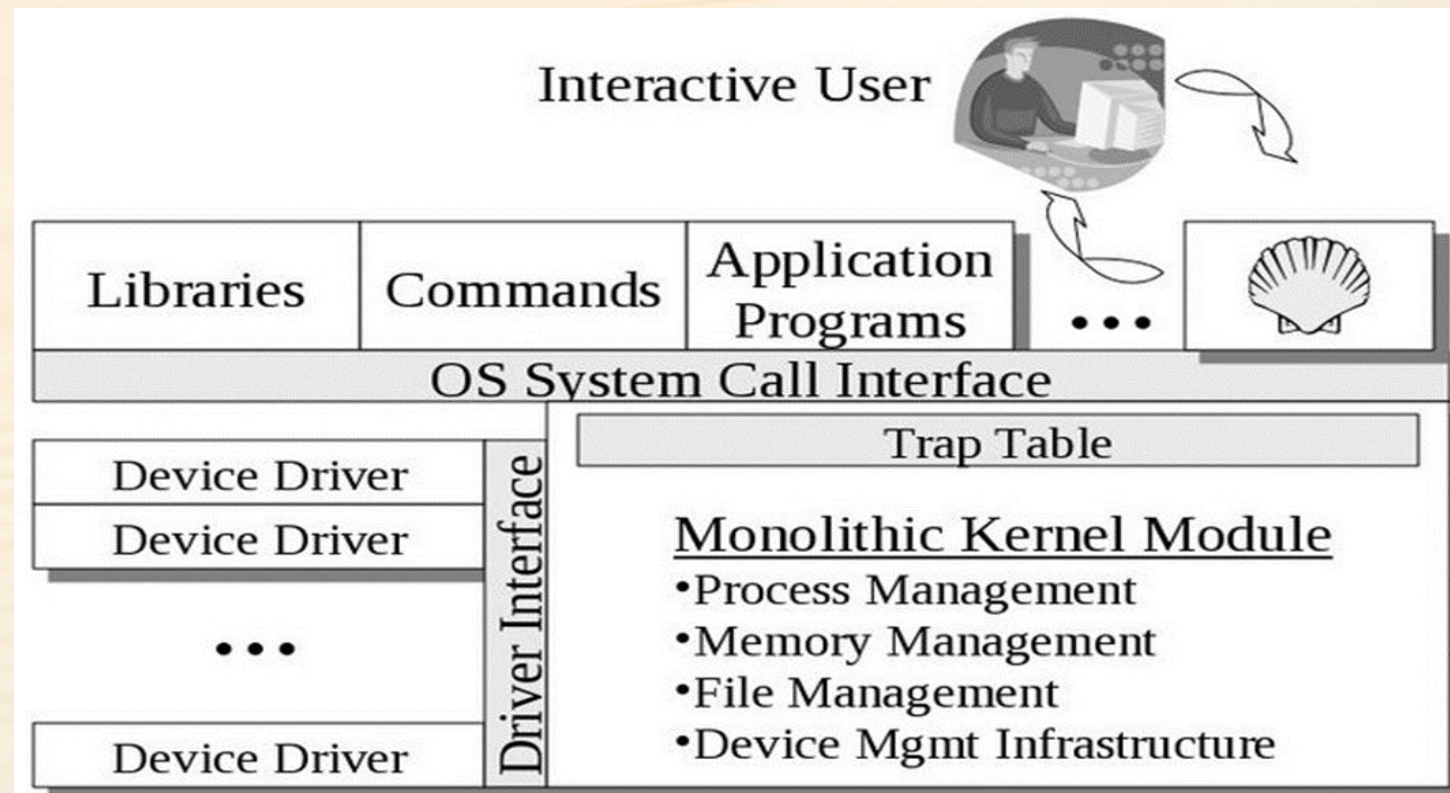 Interactive User
Libraries
Commands
Application
Programs
•••
OS System Call Interface
Trap Table
Device Driver
Device Driver
•••
Device Driver
Driver Interface
Monolithic Kernel Module
•Process Management
•Memory Management
•File Management
•Device Mgmt Infrastructure